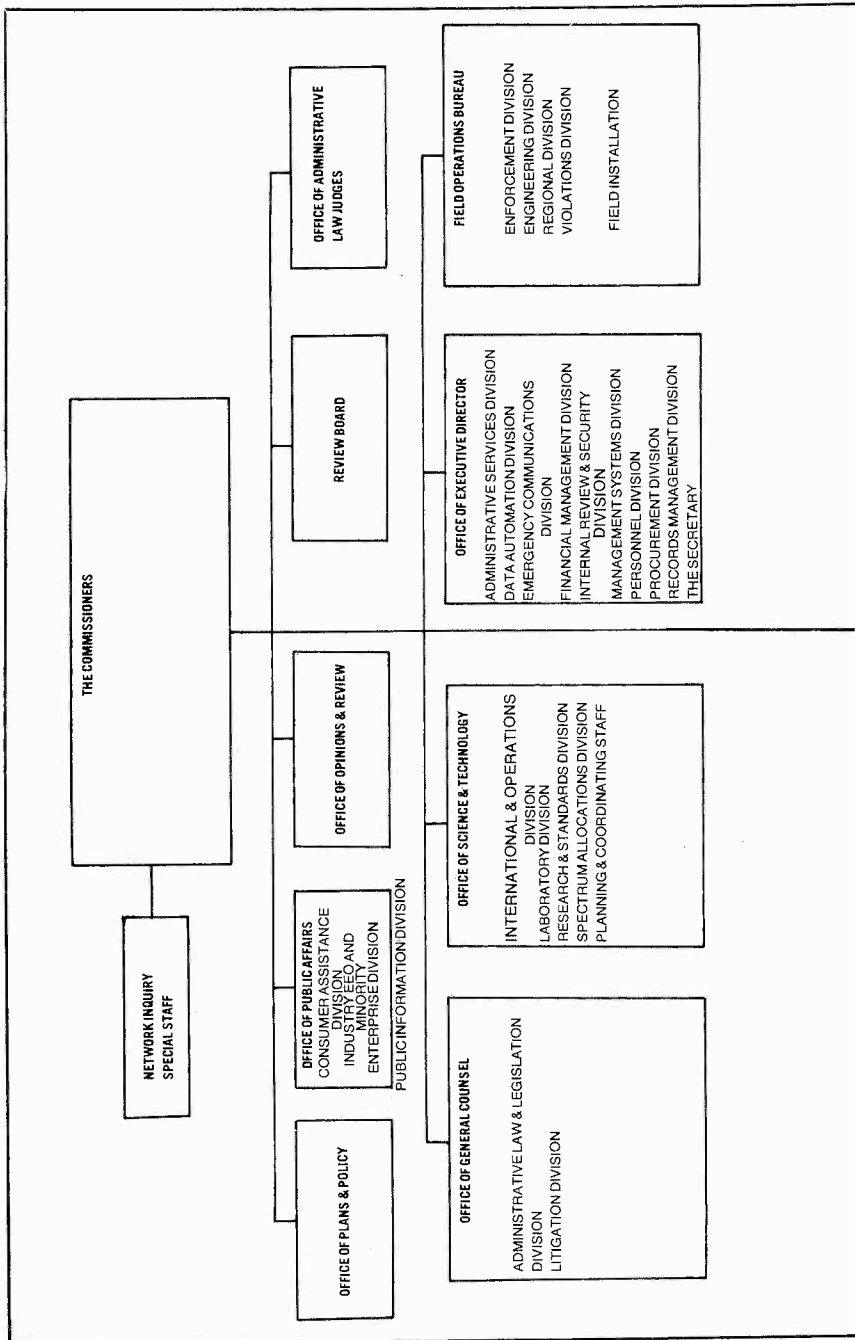 THE COMMISSIONERS
NETWORK INQUIRY
SPECIAL STAFF
OFFICE OF PLANS & POLICY
OFFICE OF PUBLIC AFFAIRS
CONSUMER ASSISTANCE
DIVISION
INDUSTRY EEO AND
MINORITY
ENTERPRISE DIVISION
PUBLIC INFORMATION DIVISION
OFFICE OF OPINIONS & REVIEW
REVIEW BOARD
OFFICE OF ADMINISTRATIVE
LAW JUDGES
OFFICE OF GENERAL COUNSEL
ADMINISTRATIVE LAW & LEGISLATION
DIVISION
LITIGATION DIVISION
OFFICE OF SCIENCE & TECHNOLOGY
INTERNATIONAL & OPERATIONS
DIVISION
LABORATORY DIVISION
RESEARCH & STANDARDS DIVISION
SPECTRUM ALLOCATIONS DIVISION
PLANNING & COORDINATING STAFF
OFFICE OF EXECUTIVE DIRECTOR
ADMINISTRATIVE SERVICES DIVISION
DATA AUTOMATION DIVISION
EMERGENCY COMMUNICATIONS
DIVISION
FINANCIAL MANAGEMENT DIVISION
INTERNAL REVIEW & SECURITY
DIVISION
MANAGEMENT SYSTEMS DIVISION
PERSONNEL DIVISION
PROCUREMENT DIVISION
RECORDS MANAGEMENT DIVISION
THE SECRETARY
FIELD OPERATIONS BUREAU
ENFORCEMENT DIVISION
ENGINEERING DIVISION
REGIONAL DIVISION
VIOLATIONS DIVISION
FIELD INSTALLATION